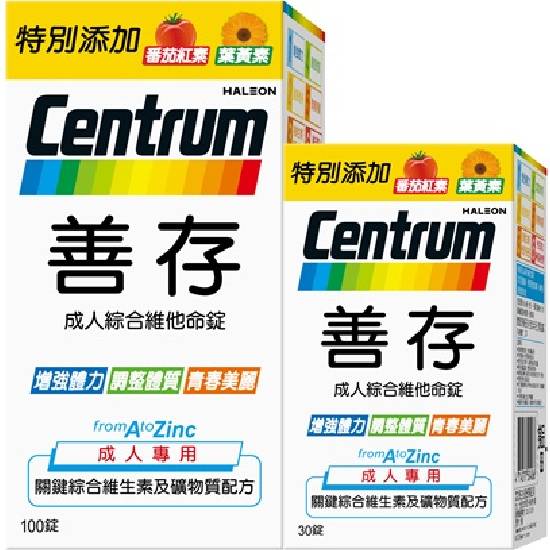 特別添加
番茄紅素
葉黃素
HALEON
Centrum
善存
成人綜合維他命錠
增強體力 調整體質 青春美麗
from A to Zinc
成人專用
關鍵綜合維生素及礦物質配方
100錠
特別添加
番茄紅素
葉黃素
HALEON
Centrum
善存
成人綜合維他命錠
增強體力 調整體質 青春美麗
from A to Zinc
成人專用
關鍵綜合維生素及礦物質配方
30錠